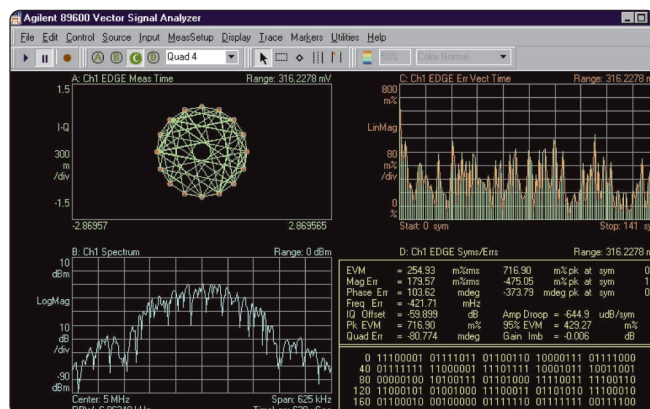 Agilent 89600 Vector Signal Analyzer
File Edit Control Source Input MeasSetup Display Trace Markers Utilities Help
A B C D Quad 4 50% Color Normal
A: Ch1 EDGE Meas Time Range: 316.2278 mV
1.5
I-Q
300
m
/div
-1.5
-2.86957 2.869565
C: Ch1 EDGE Err Vect Time Range: 316.2278
800
m%
LinMag
80
m%
/div
0
%
Start: 0 sym Stop: 141
B: Ch1 Spectrum Range: 0 dBm
10
dBm
LogMag
10
dB
/div
-90
dBm
Center: 5 MHz Span: 625 kHz
D: Ch1 EDGE Syms/Errs Range: 316.2278
EVM = 254.93 m%rms 716.90 m%pk at sym 0
Mag Err = 179.57 m%rms -475.05 m%pk at sym 1
Phase Err = 103.62 mdeg -373.79 mdeg pk at sym 0
Freq Err = -421.71 mHz
IQ Offset = -59.899 dB Amp Droop = -644.9 udB/sym
Pk EVM = 716.90 m% 95% EVM = 429.27 m%
Quad Err = -80.774 mdeg Gain Imb = -0.006 dB
0 11100001 01111011 01100110 10000111 01111000
40 01111111 11000001 11101111 10001011 10011001
80 00000100 10100111 01101000 11110011 11100110
120 11000101 01001000 11100011 01101010 11100010
160 01100010 00100000 01111110 01111111 00111100